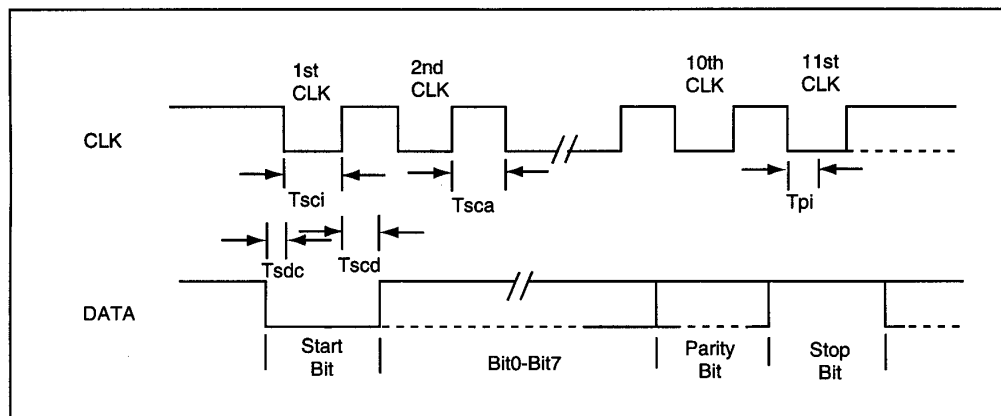 1st
CLK
2nd
CLK
10th
CLK
11st
CLK
CLK
Tsci
Tsca
Tpi
Tsdc
Tscd
DATA
Start
Bit
Bit0-Bit7
Parity
Bit
Stop
Bit